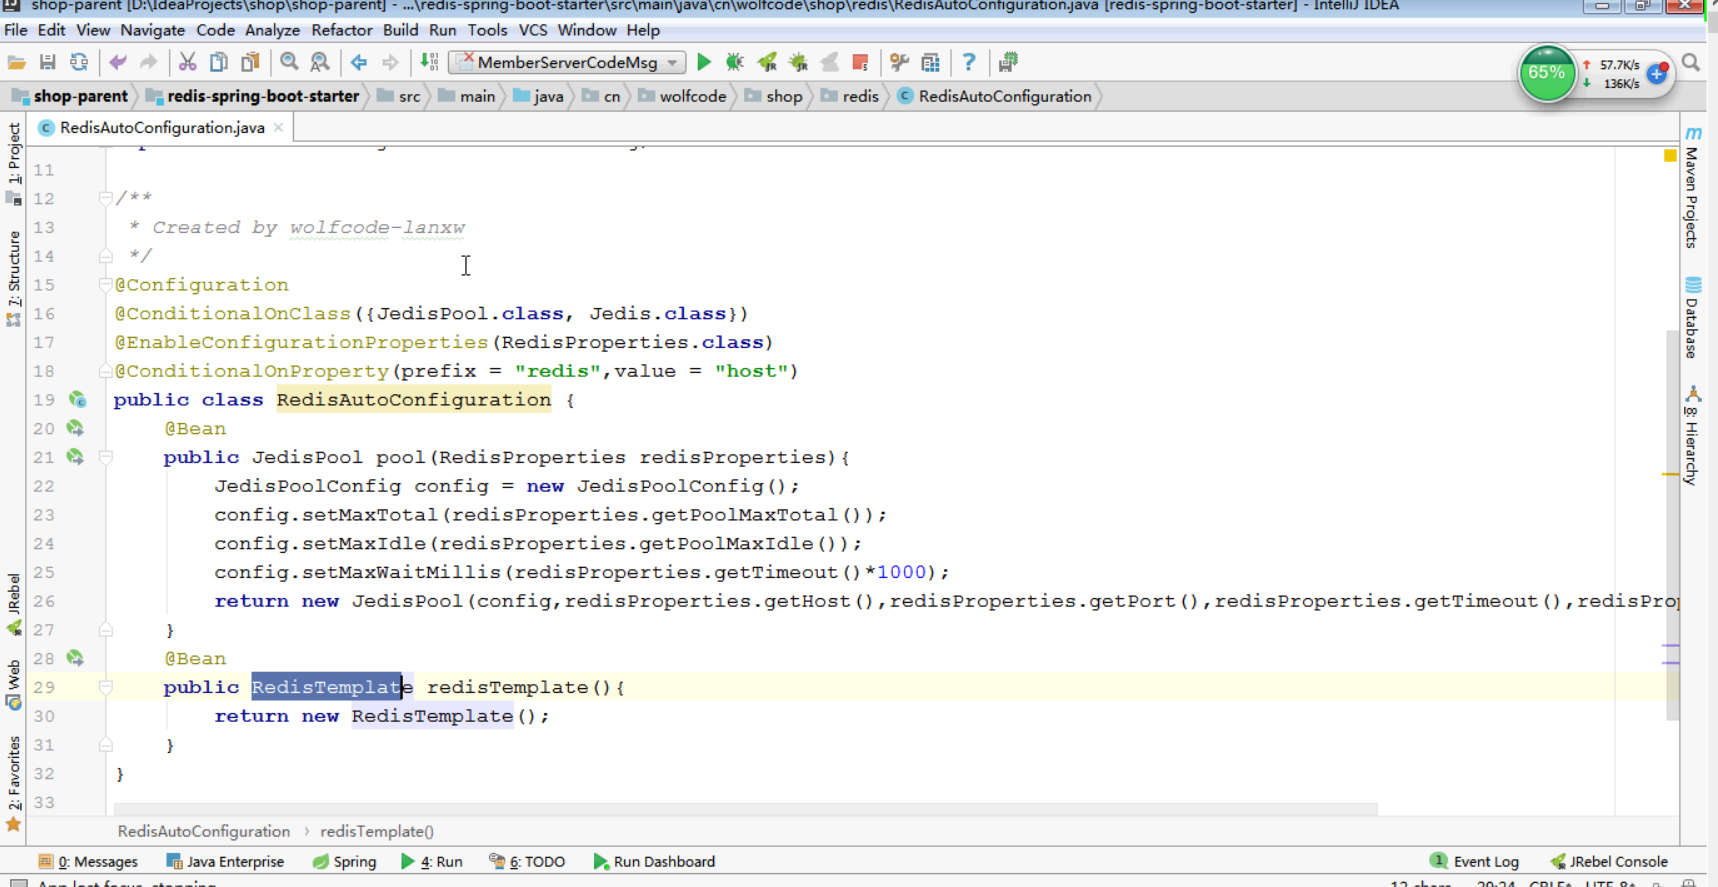 shop-parent [D:\IdeaProjects\shop\shop-parent] - ...\redis-spring-boot-starter\src\main\java\cn\wolfcode\shop\redis\RedisAutoConfiguration.java [redis-spring-boot-starter] - IntelliJ IDEA
File Edit View Navigate Code Analyze Refactor Build Run Tools VCS Window Help
MemberServerCodeMsg
65%
57.7K/s
136K/s
shop-parent redis-spring-boot-starter src main java cn wolfcode shop redis RedisAutoConfiguration
RedisAutoConfiguration.java
1: Project
7: Structure
JRebel
Web
2: Favorites
Maven Projects
Database
8: Hierarchy
11
12 /**
13 * Created by wolfcode-lanxw
14 */
15 @Configuration
16 @ConditionalOnClass({JedisPool.class, Jedis.class})
17 @EnableConfigurationProperties(RedisProperties.class)
18 @ConditionalOnProperty(prefix = "redis",value = "host")
19 public class RedisAutoConfiguration {
20 @Bean
21 public JedisPool pool(RedisProperties redisProperties){
22 JedisPoolConfig config = new JedisPoolConfig();
23 config.setMaxTotal(redisProperties.getPoolMaxTotal());
24 config.setMaxIdle(redisProperties.getPoolMaxIdle());
25 config.setMaxWaitMillis(redisProperties.getTimeout()*1000);
26 return new JedisPool(config,redisProperties.getHost(),redisProperties.getPort(),redisProperties.getTimeout(),redisPro
27 }
28 @Bean
29 public RedisTemplate redisTemplate(){
30 return new RedisTemplate();
31 }
32 }
33
RedisAutoConfiguration › redisTemplate()
0: Messages Java Enterprise Spring 4: Run 6: TODO Run Dashboard 1 Event Log JRebel Console